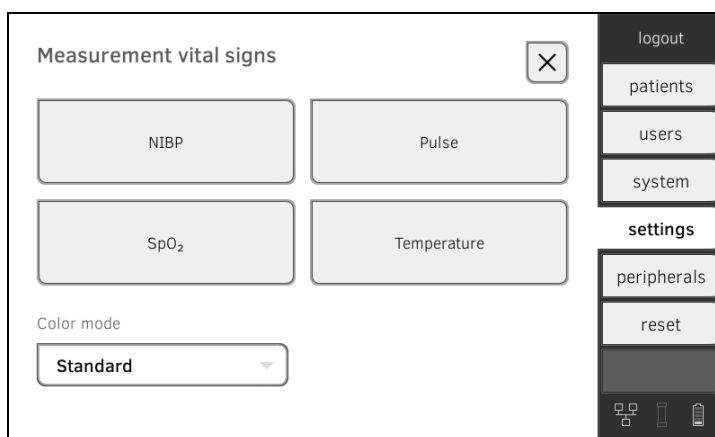 Measurement vital signs
NIBP
Pulse
SpO₂
Temperature
Color mode
Standard
logout
patients
users
system
settings
peripherals
reset